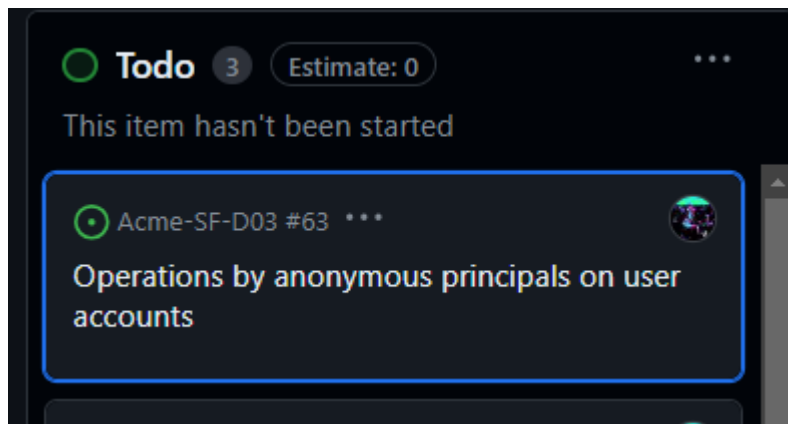 Todo 3 Estimate: 0
This item hasn't been started
Acme-SF-D03 #63
Operations by anonymous principals on user
accounts